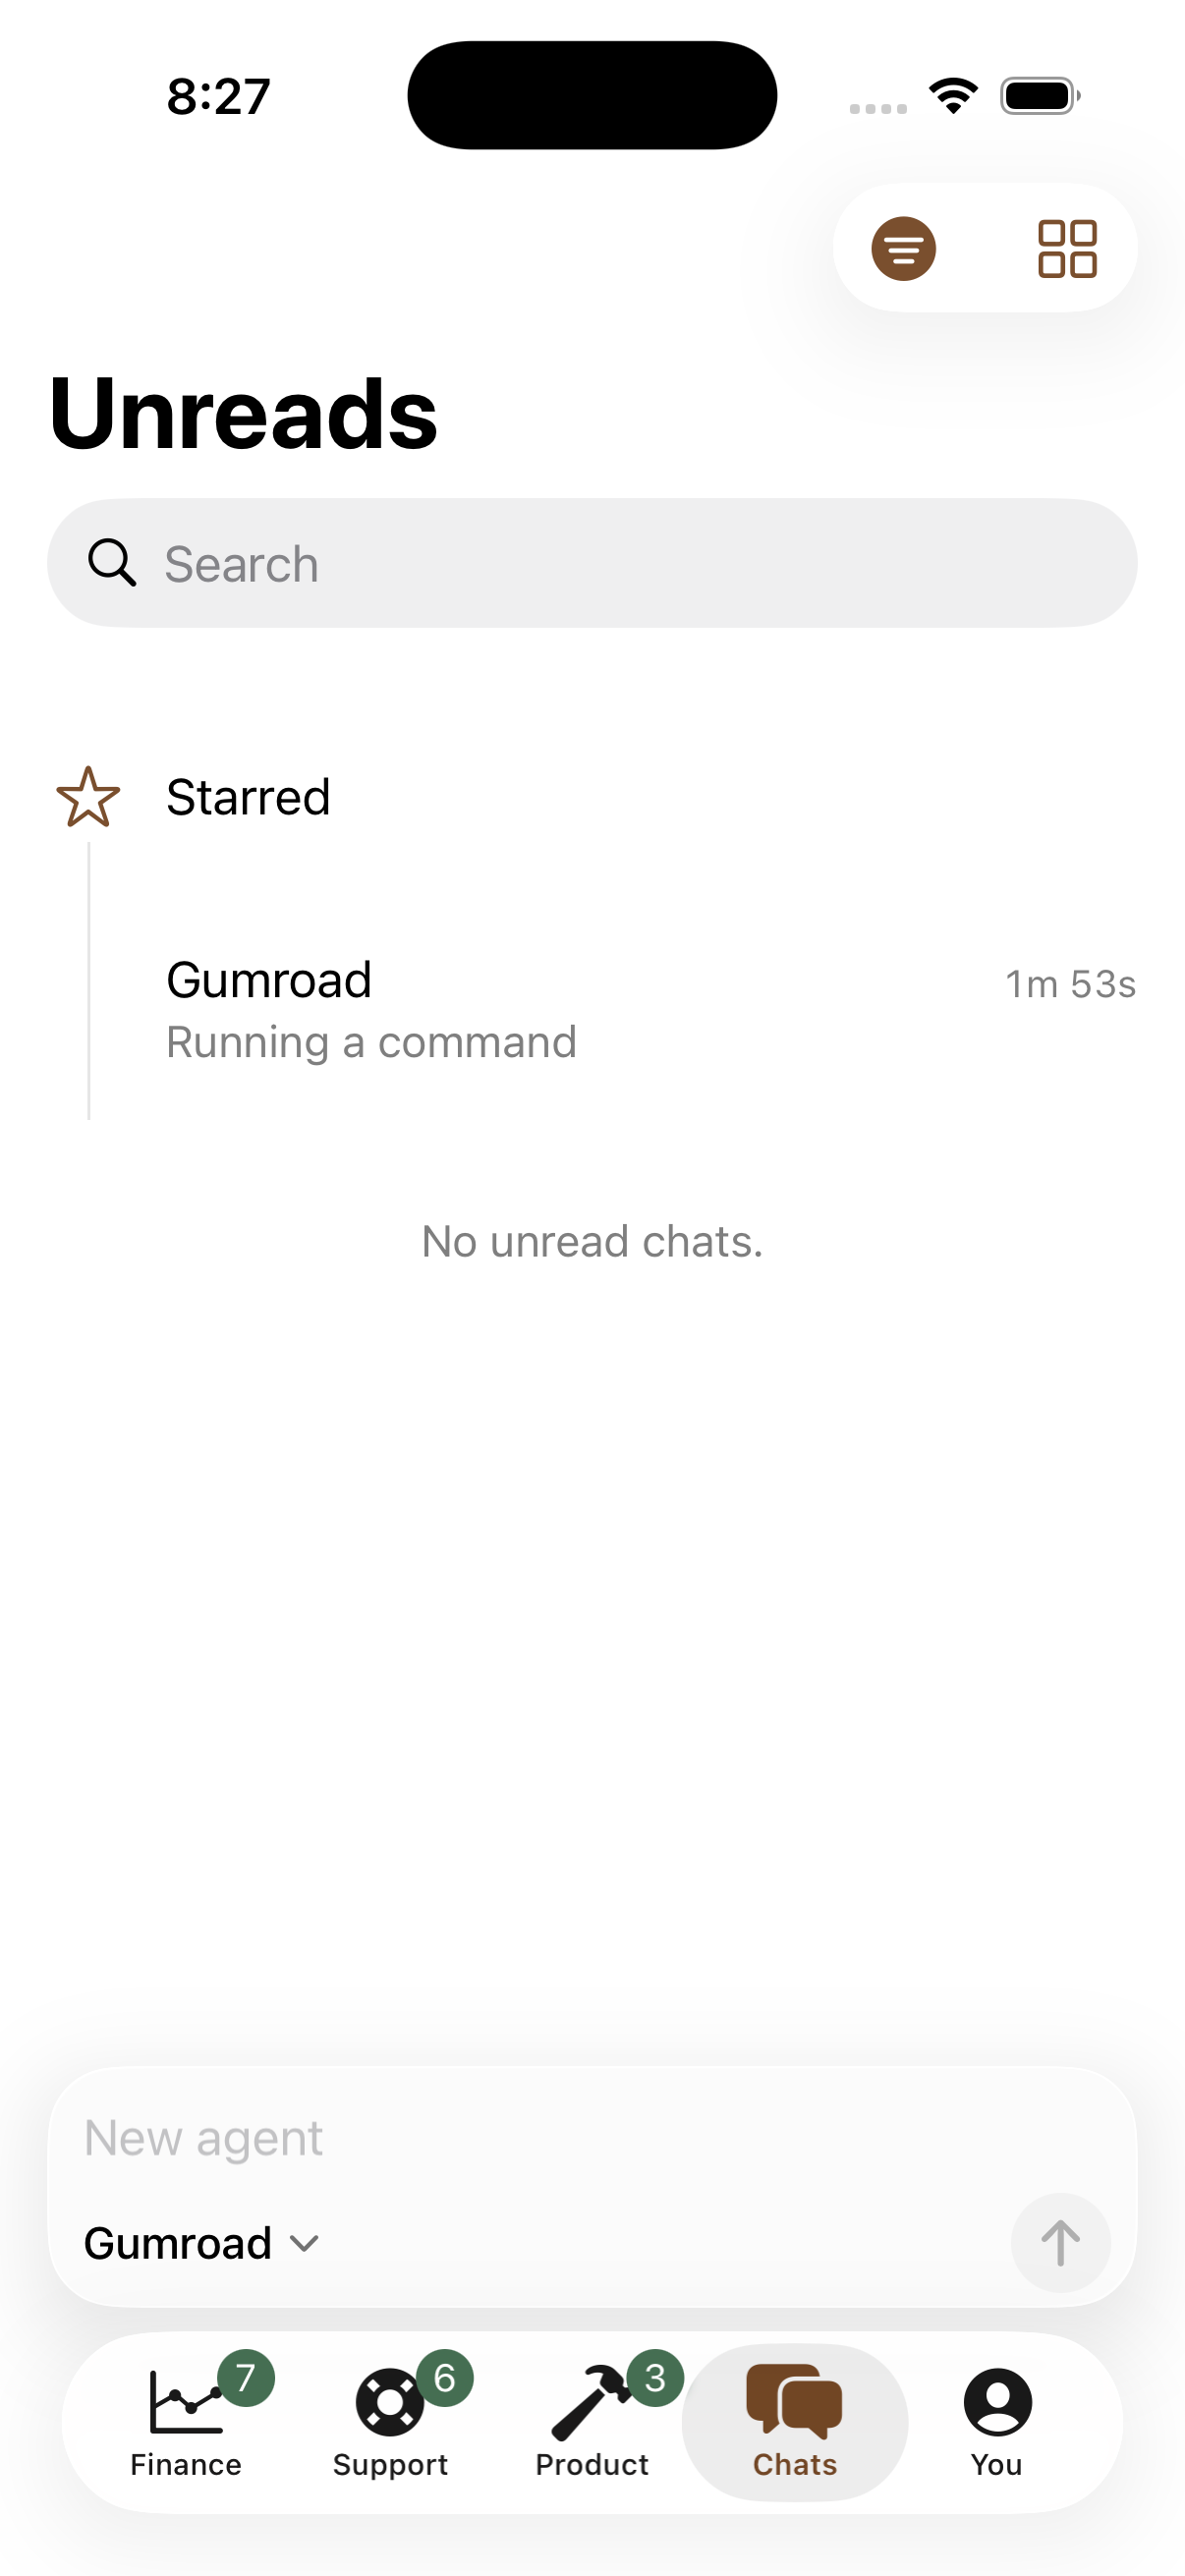 8:27
Unreads
Search
Starred
Gumroad
1m 53s
Running a command
No unread chats.
New agent
Gumroad
7
6
3
Finance
Support
Product
Chats
You